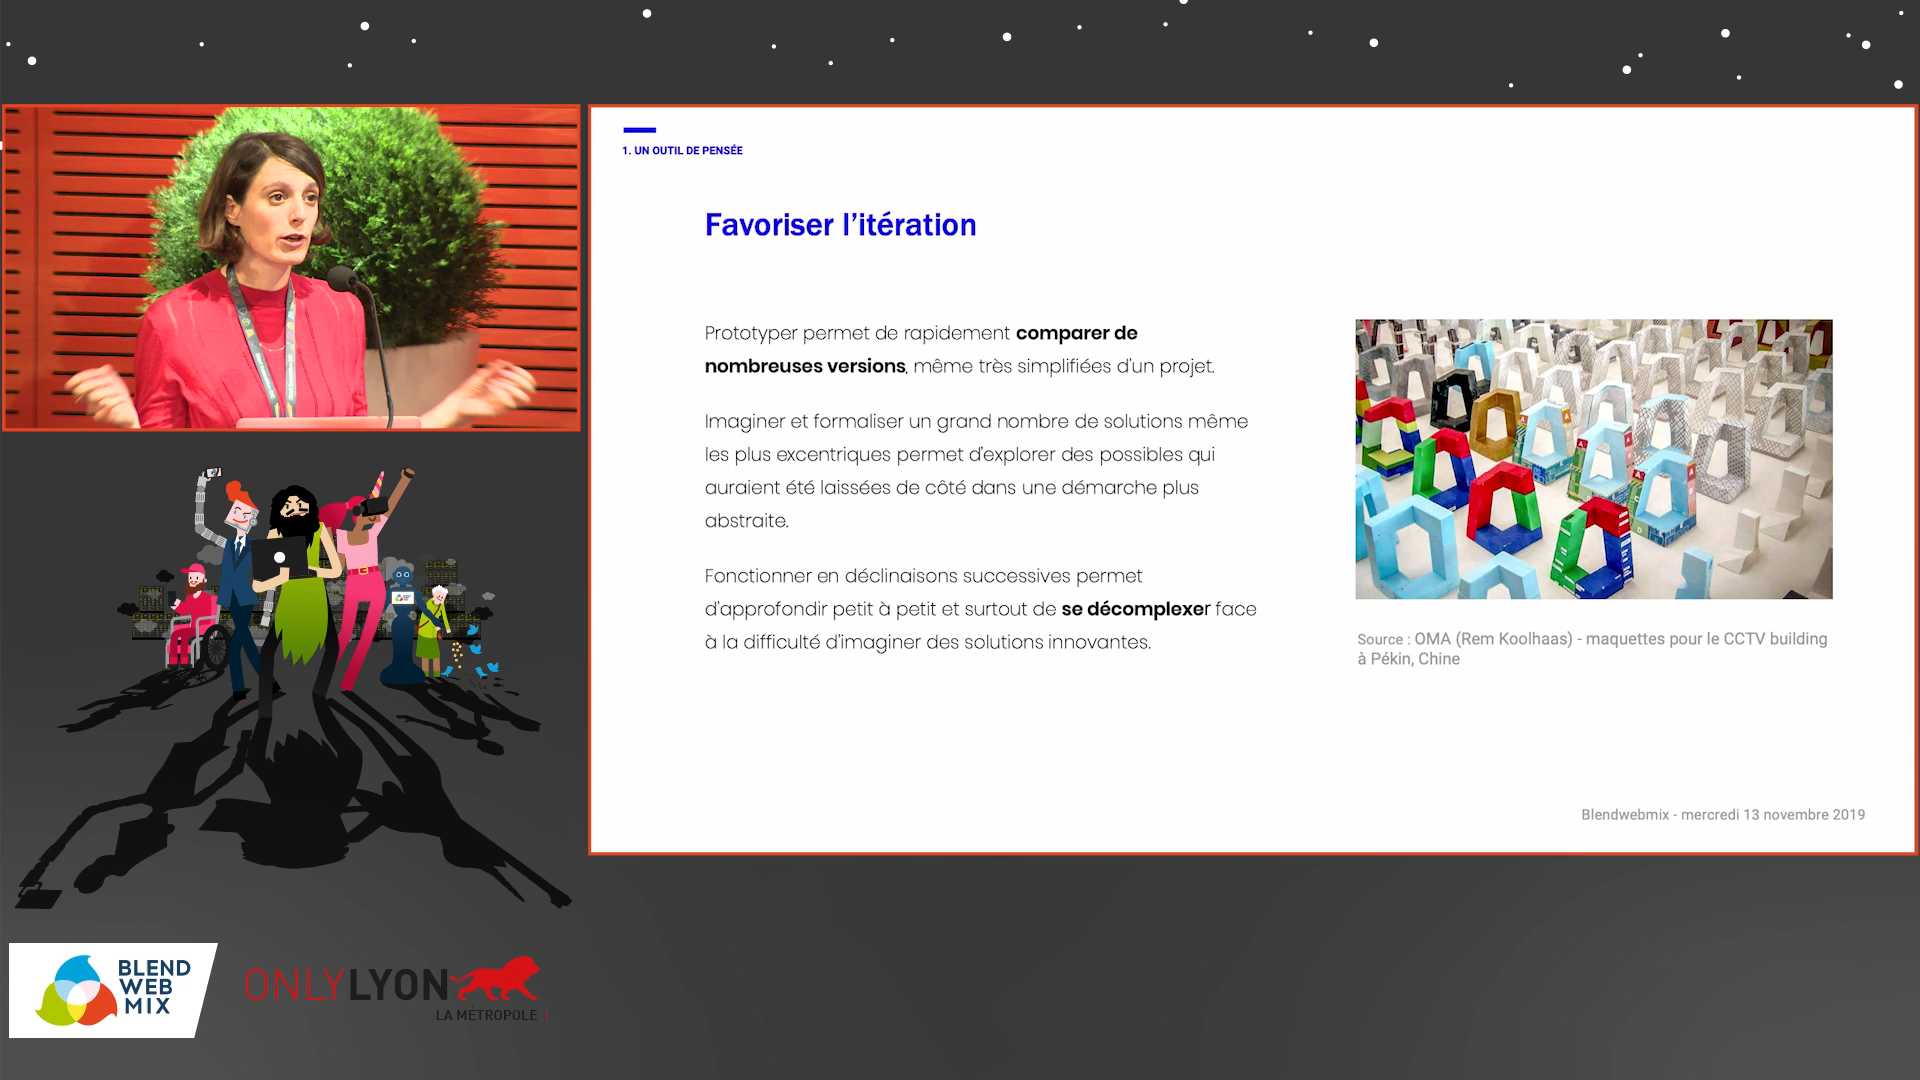 1. UN OUTIL DE PENSÉE
Favoriser l'itération
Prototyper permet de rapidement comparer de
nombreuses versions, même très simplifiées d'un projet.
Imaginer et formaliser un grand nombre de solutions même
les plus excentriques permet d'explorer des possibles qui
auraient été laissées de côté dans une démarche plus
abstraite.
Fonctionner en déclinaisons successives permet
d'approfondir petit à petit et surtout de se décomplexer face
à la difficulté d'imaginer des solutions innovantes.
Source : OMA (Rem Koolhaas) - maquettes pour le CCTV building
à Pékin, Chine
Blendwebmix - mercredi 13 novembre 2019
BLEND
WEB
MIX
ONLYLYON
LA MÉTROPOLE